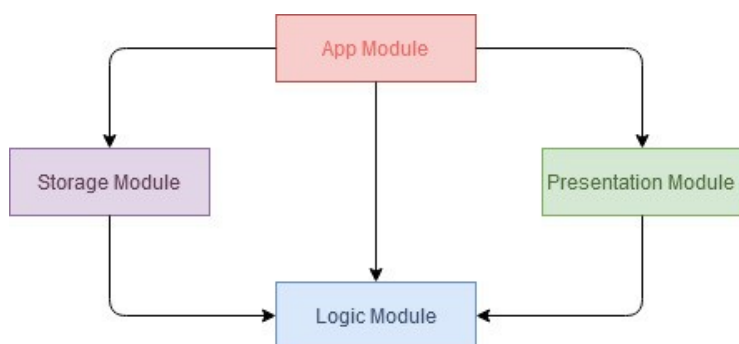 App Module
Storage Module
Presentation Module
Logic Module